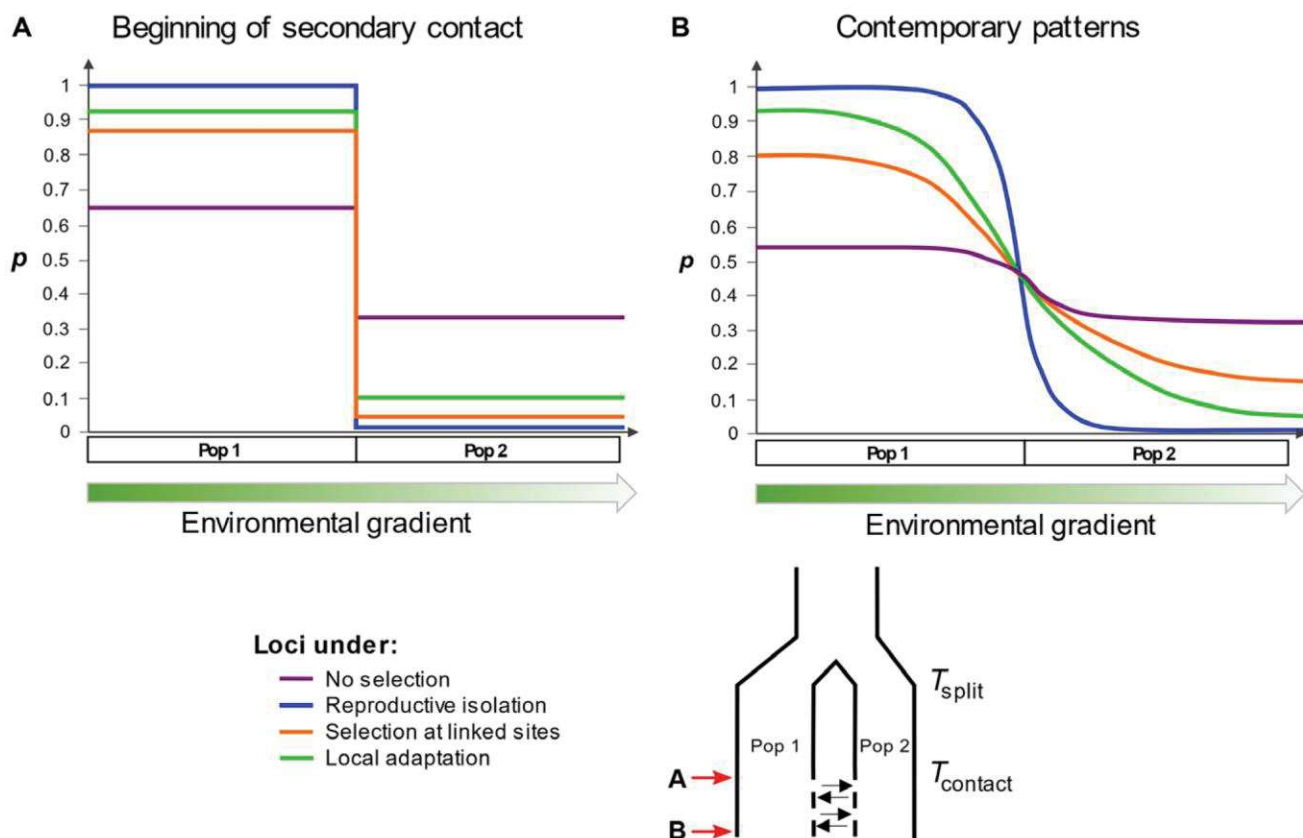 A
Beginning of secondary contact
1
0.9
0.8
0.7
0.6
0.5
p
0.4
0.3
0.2
0.1
0
Pop 1
Pop 2
Environmental gradient
B
Contemporary patterns
1
0.9
0.8
0.7
0.6
0.5
p
0.4
0.3
0.2
0.1
0
Pop 1
Pop 2
Environmental gradient
Loci under:
No selection
Reproductive isolation
Selection at linked sites
Local adaptation
Tsplit
Pop 1
Pop 2
A
Tcontact
B